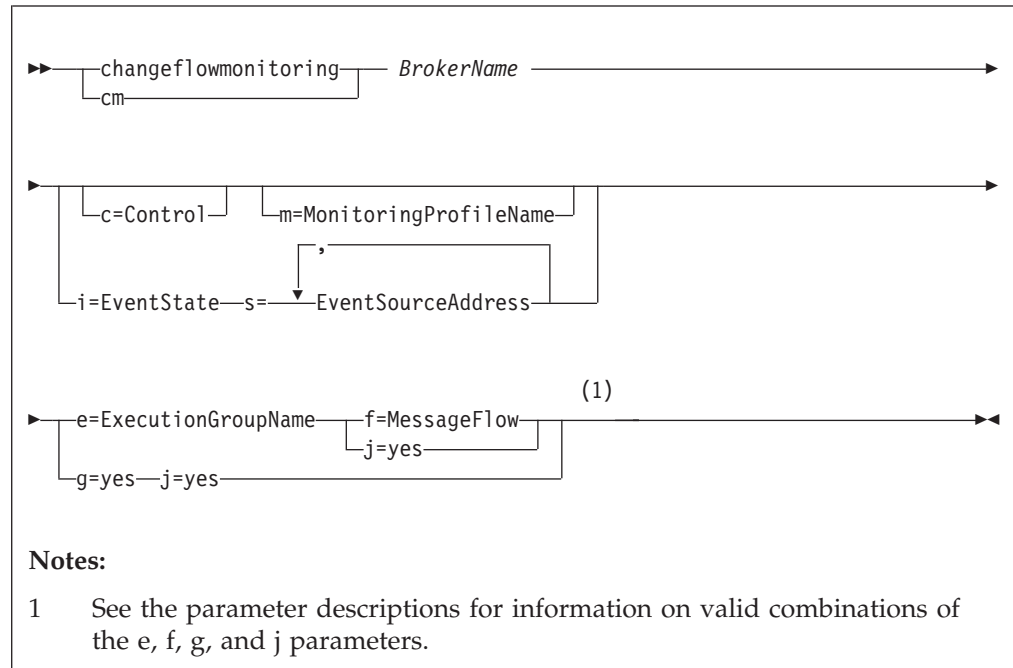 changeflowmonitoring BrokerName
cm
c=Control m=MonitoringProfileName
,
i=EventState s= EventSourceAddress
(1)
e=ExecutionGroupName f=MessageFlow
j=yes
g=yes j=yes
Notes:
1 See the parameter descriptions for information on valid combinations of
the e, f, g, and j parameters.